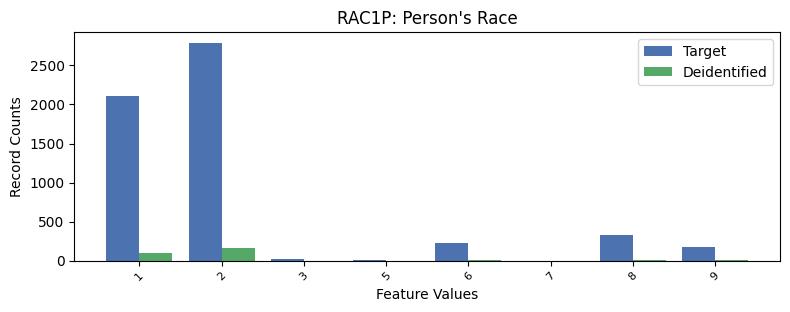 RAC1P: Person's Race
Target
Deidentified
Record Counts
2500
2000
1500
1000
500
0
1 2 3 5 6 7 8 9
Feature Values